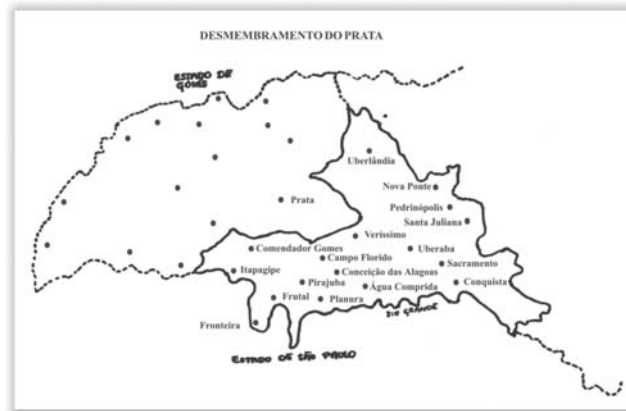 DESMEMBRAMENTO DO PRATA
ESTADO DE
GOIÁS
Uberlândia
Nova Ponte
Prata
Pedrinópolis
Santa Juliana
Veríssimo
Comendador Gomes
Uberaba
Campo Florido
Sacramento
Itapagipe
Conceição das Alagoas
Pirajuba
Água Comprida
Conquista
Frutal
Planura
RIO GRANDE
Fronteira
ESTADO DE SÃO PAULO